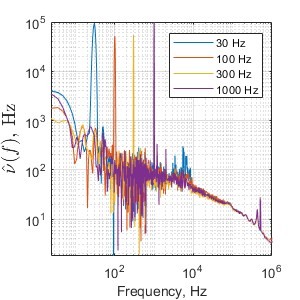 10^5
10^4
10^3
10^2
10^1
ν̂(f), Hz
30 Hz
100 Hz
300 Hz
1000 Hz
10^2
10^4
10^6
Frequency, Hz